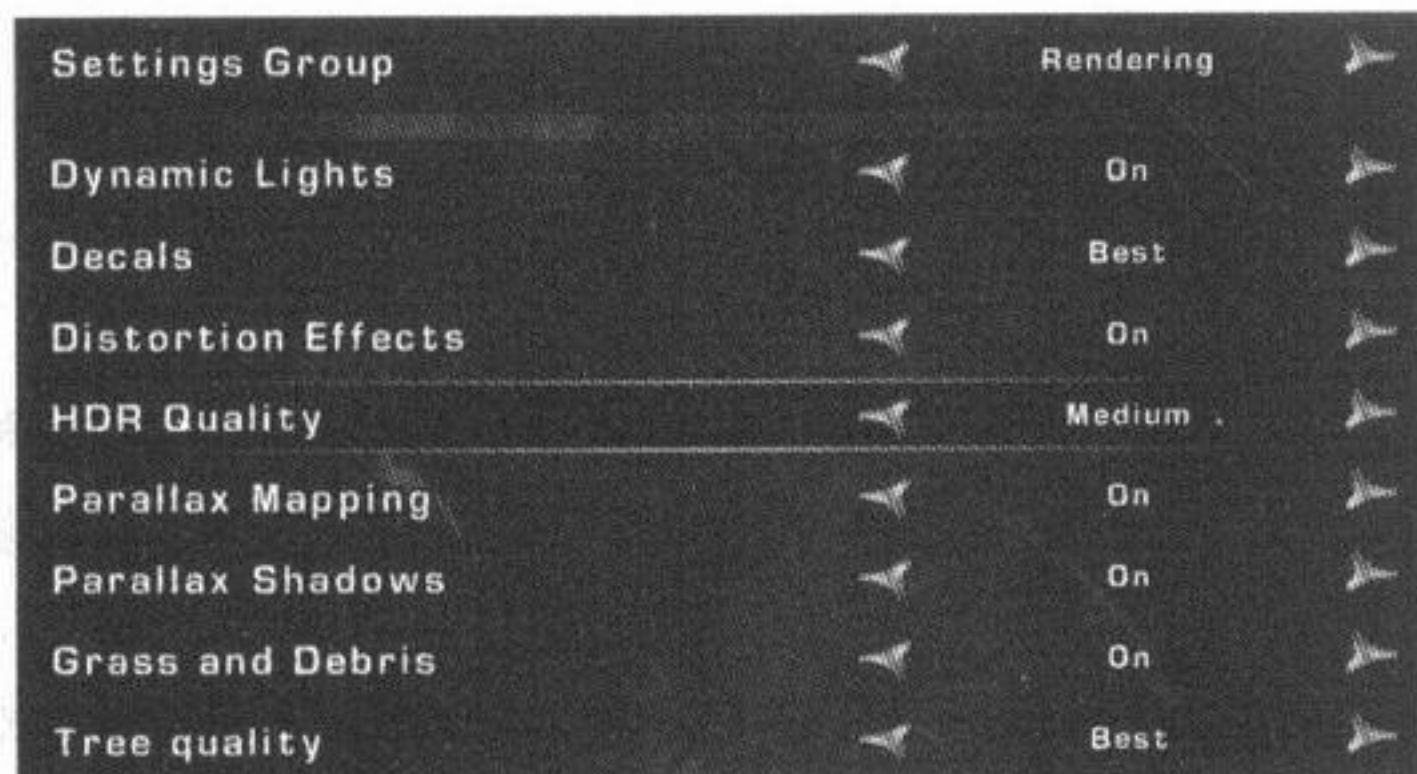 Settings Group Rendering
Dynamic Lights On
Decals Best
Distortion Effects On
HDR Quality Medium
Parallax Mapping On
Parallax Shadows On
Grass and Debris On
Tree quality Best